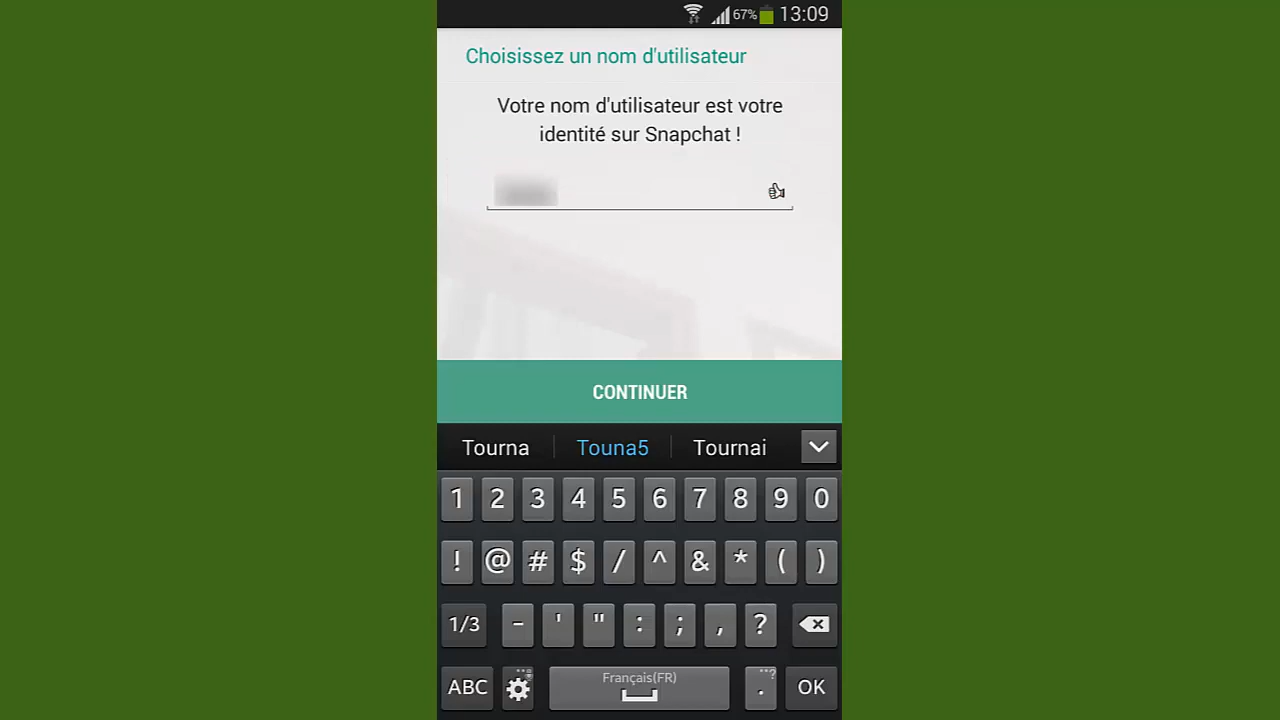 67% 13:09
Choisissez un nom d'utilisateur
Votre nom d'utilisateur est votre
identité sur Snapchat !
CONTINUER
Tourna Touna5 Tournai
1 2 3 4 5 6 7 8 9 0
! @ # $ / ^ & * ( )
1/3 - ' " : ; , ?
ABC Français(FR) . OK